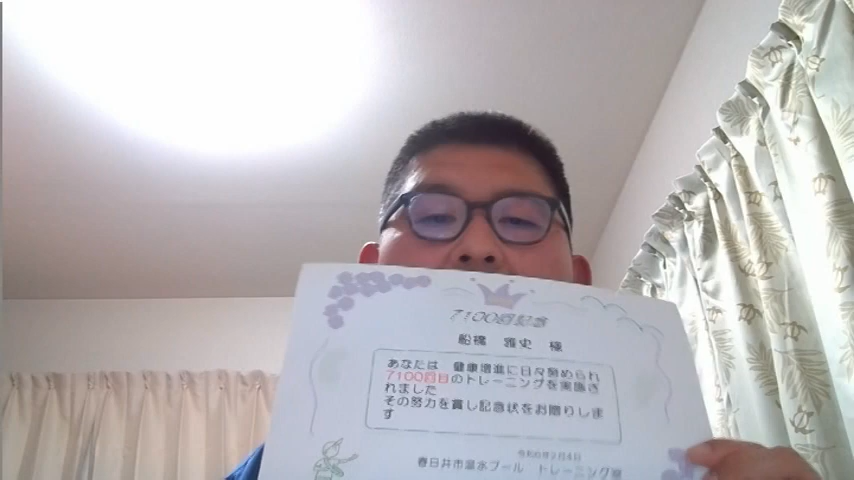 7100回記念
船橋 雅史 様
あなたは 健康増進に日々努められ
7100回目のトレーニングを実施さ
れました
その努力を賞し記念状をお贈りしま
す
春日井市温水プール トレーニング室